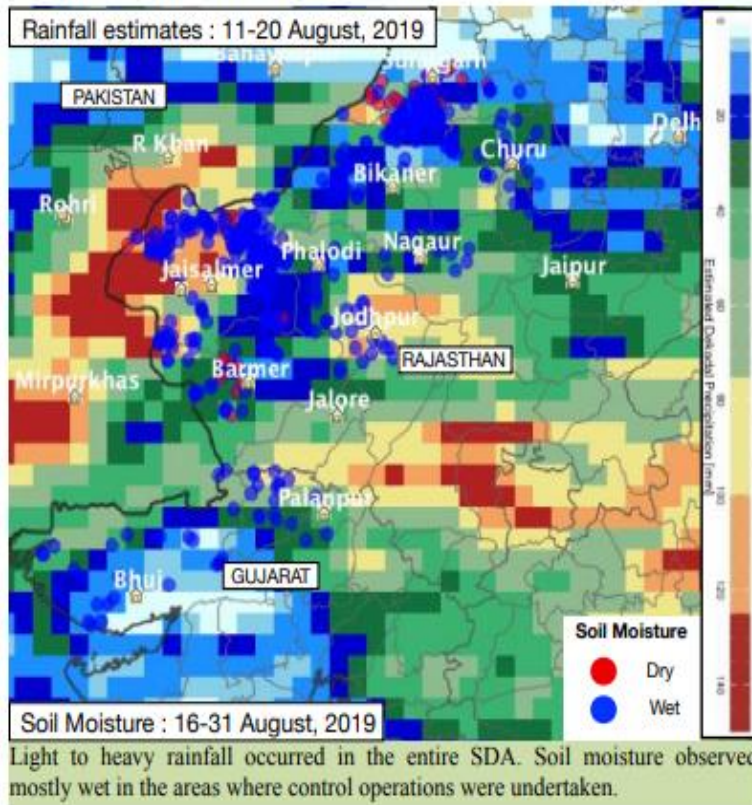 Rainfall estimates : 11-20 August, 2019
PAKISTAN
R Khan
Delh
Churu
Bikaner
Rohri
Nagaur
Phalodi
Jaisalmer
Jaipur
Jodhpur
RAJASTHAN
Barmer
Mirpurkhas
Jalore
Palanpur
Bhuj
GUJARAT
Estimated Dekadal Precipitation [mm]
0
20
40
60
80
100
120
140
Soil Moisture
Dry
Wet
Soil Moisture : 16-31 August, 2019
Light to heavy rainfall occurred in the entire SDA. Soil moisture observed
mostly wet in the areas where control operations were undertaken.